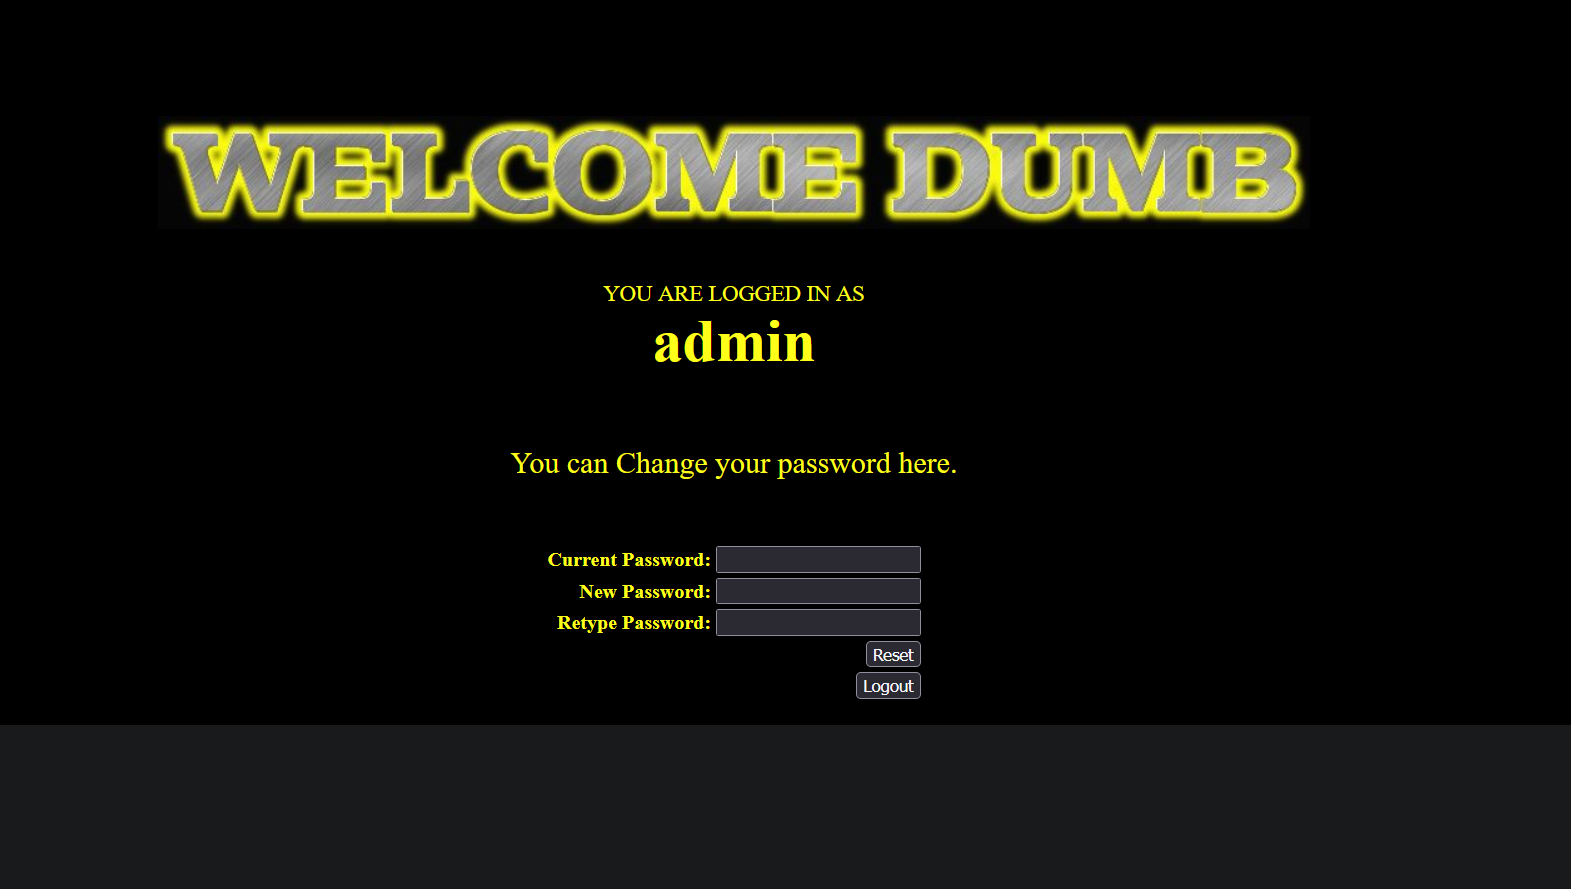 WELCOME DUMB
YOU ARE LOGGED IN AS
admin
You can Change your password here.
Current Password:
New Password:
Retype Password:
Reset
Logout